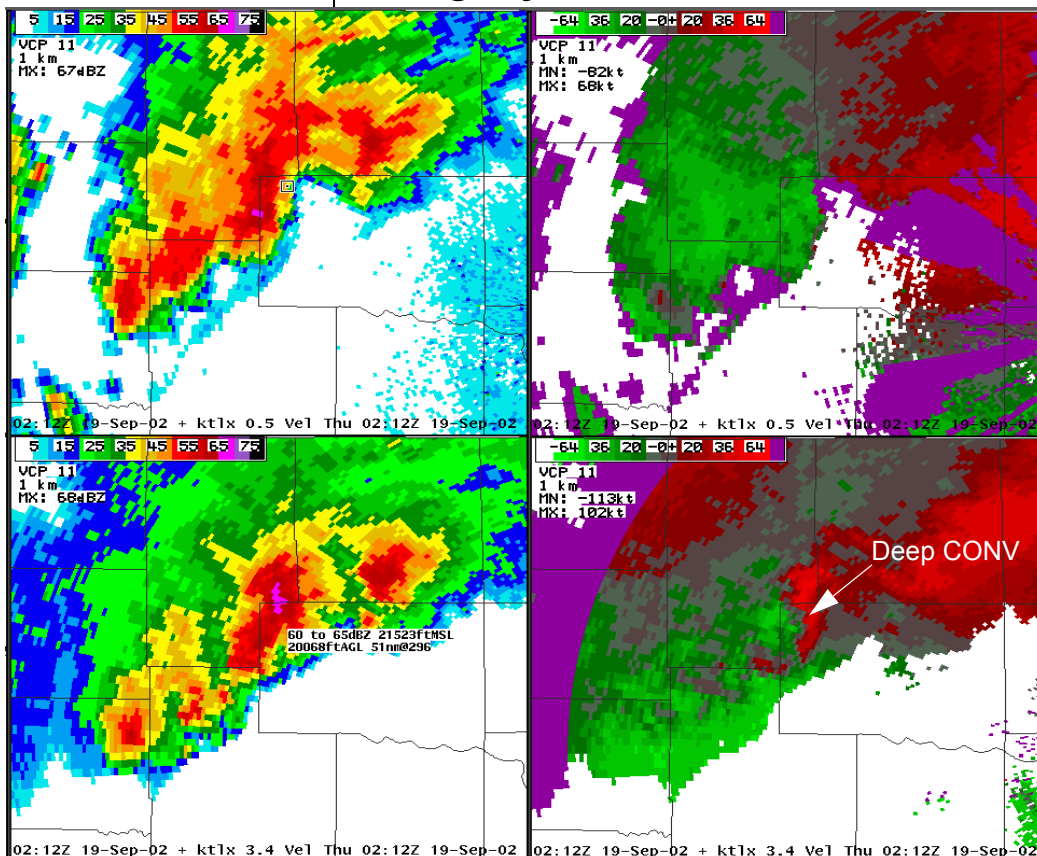 5 15 25 35 45 55 65 75
VCP 11
1 km
MX: 67dBZ
02:12Z 19-Sep-02 + ktlx 0.5 Vel Thu 02:12Z 19-Sep-02
-64 36 20 -0+ 20 36 64
VCP 11
1 km
MN: -82kt
MX: 68kt
02:12Z 19-Sep-02 + ktlx 0.5 Vel Thu 02:12Z 19-Sep-02
5 15 25 35 45 55 65 75
VCP 11
1 km
MX: 68dBZ
60 to 65dBZ 21523ftMSL
20068ftAGL 51nm@296
02:12Z 19-Sep-02 + ktlx 3.4 Vel Thu 02:12Z 19-Sep-02
-64 36 20 -0+ 20 36 64
VCP 11
1 km
MN: -113kt
MX: 102kt
Deep CONV
02:12Z 19-Sep-02 + ktlx 3.4 Vel Thu 02:12Z 19-Sep-02